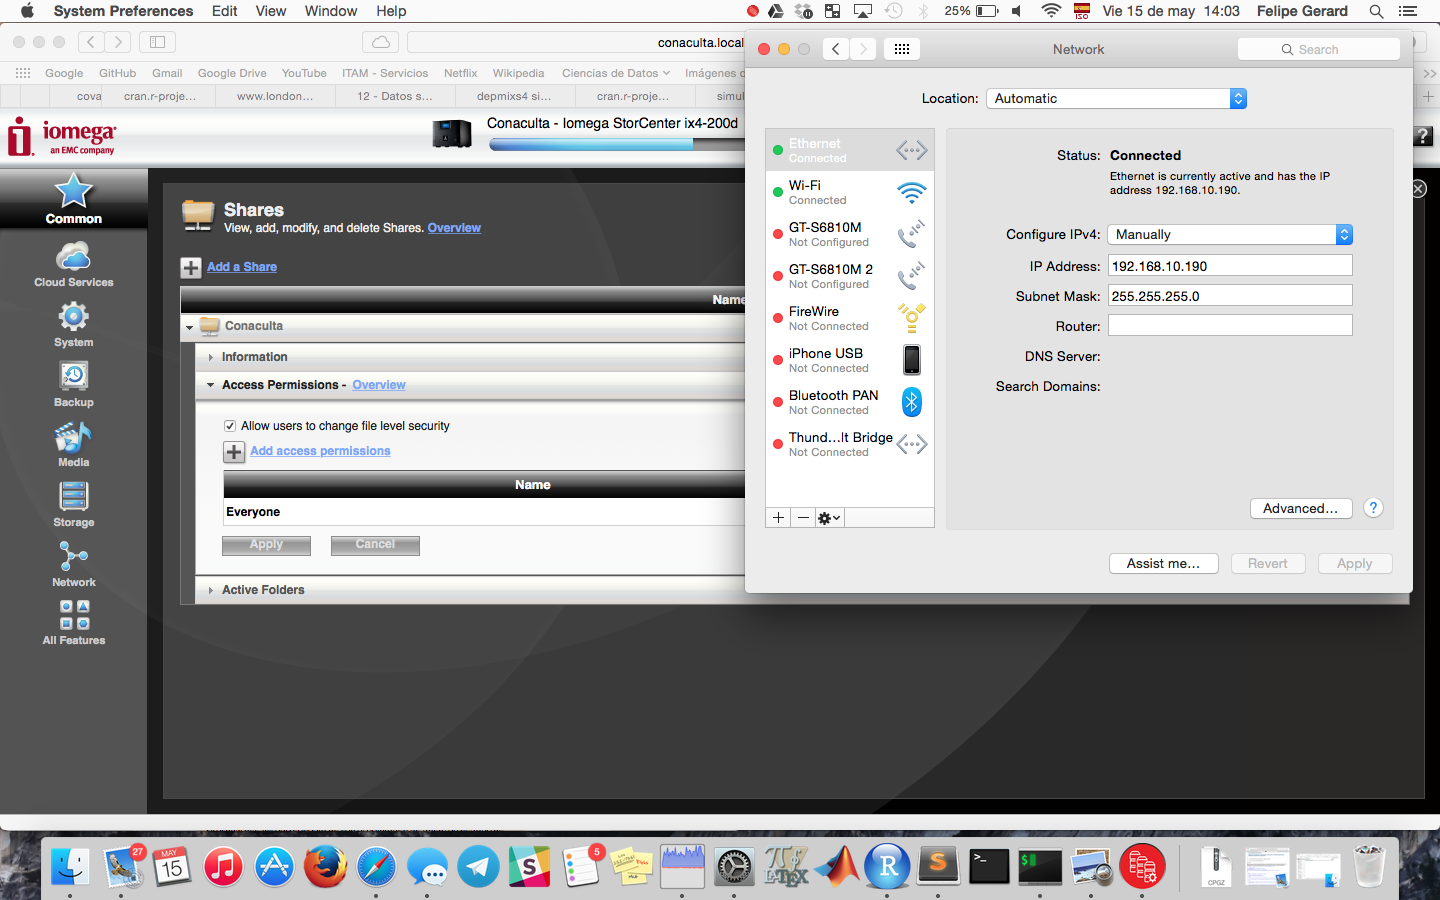 System Preferences Edit View Window Help
25% ISO Vie 15 de may 14:03 Felipe Gerard
conaculta.local
Google GitHub Gmail Google Drive YouTube ITAM - Servicios Netflix Wikipedia Ciencias de Datos Imágenes d
cova cran.r-proje... www.london... 12 - Datos s... depmixs4 si... cran.r-proje... simul
iomega
an EMC company
Conaculta - Iomega StorCenter ix4-200d
?
Common
Cloud Services
System
Backup
Media
Storage
Network
All Features
Shares
View, add, modify, and delete Shares. Overview
Add a Share
Name
Conaculta
Information
Access Permissions - Overview
Allow users to change file level security
Add access permissions
Name
Everyone
Apply Cancel
Active Folders
Network
Search
Location: Automatic
Ethernet
Connected
Wi-Fi
Connected
GT-S6810M
Not Configured
GT-S6810M 2
Not Configured
FireWire
Not Connected
iPhone USB
Not Connected
Bluetooth PAN
Not Connected
Thund...lt Bridge
Not Connected
Status: Connected
Ethernet is currently active and has the IP
address 192.168.10.190.
Configure IPv4: Manually
IP Address: 192.168.10.190
Subnet Mask: 255.255.255.0
Router:
DNS Server:
Search Domains:
Advanced... ?
Assist me... Revert Apply
27
MAY
15
5
LATEX
R
S
>_
$
CPGZ